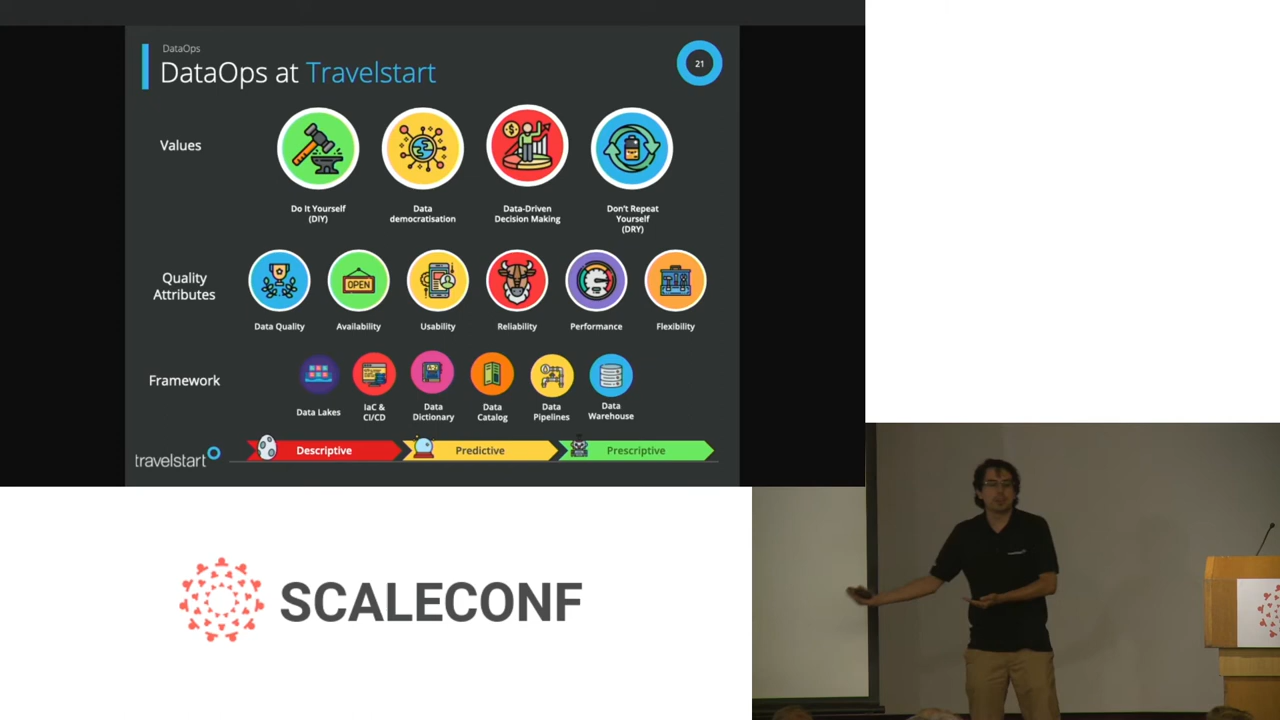 DataOps
DataOps at Travelstart
21
Values
Do It Yourself
(DIY)
Data
democratisation
Data-Driven
Decision Making
Don't Repeat
Yourself
(DRY)
Quality
Attributes
OPEN
Data Quality
Availability
Usability
Reliability
Performance
Flexibility
Framework
Data Lakes
IaC &
CI/CD
Data
Dictionary
Data
Catalog
Data
Pipelines
Data
Warehouse
travelstart
Descriptive
Predictive
Prescriptive
SCALECONF